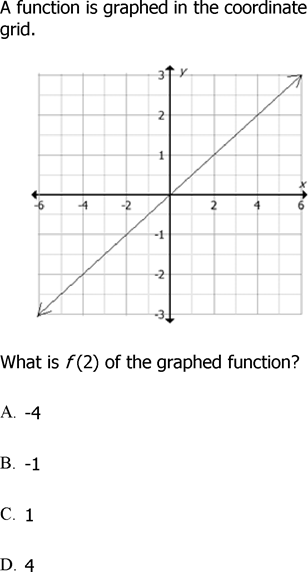 A function is graphed in the coordinate
grid.
3 y
2
1
x
-6 -4 -2 2 4 6
-1
-2
-3
What is f(2) of the graphed function?
A. -4
B. -1
C. 1
D. 4